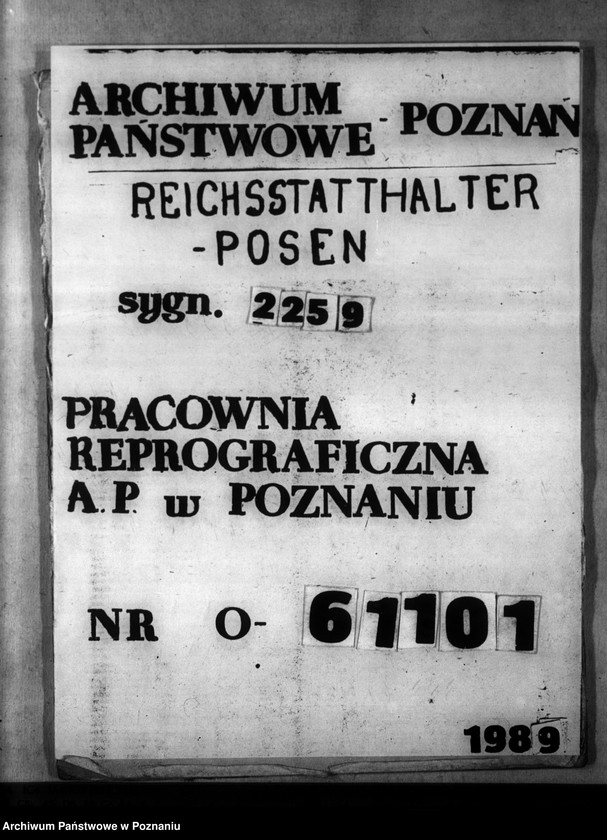 ARCHIWUM
PAŃSTWOWE - POZNAŃ
REICHSSTATTHALTER
-POSEN
sygn. 2259
PRACOWNIA
REPROGRAFICZNA
A.P. w POZNANIU
NR O- 61101
1989
Archiwum Państwowe w Poznaniu